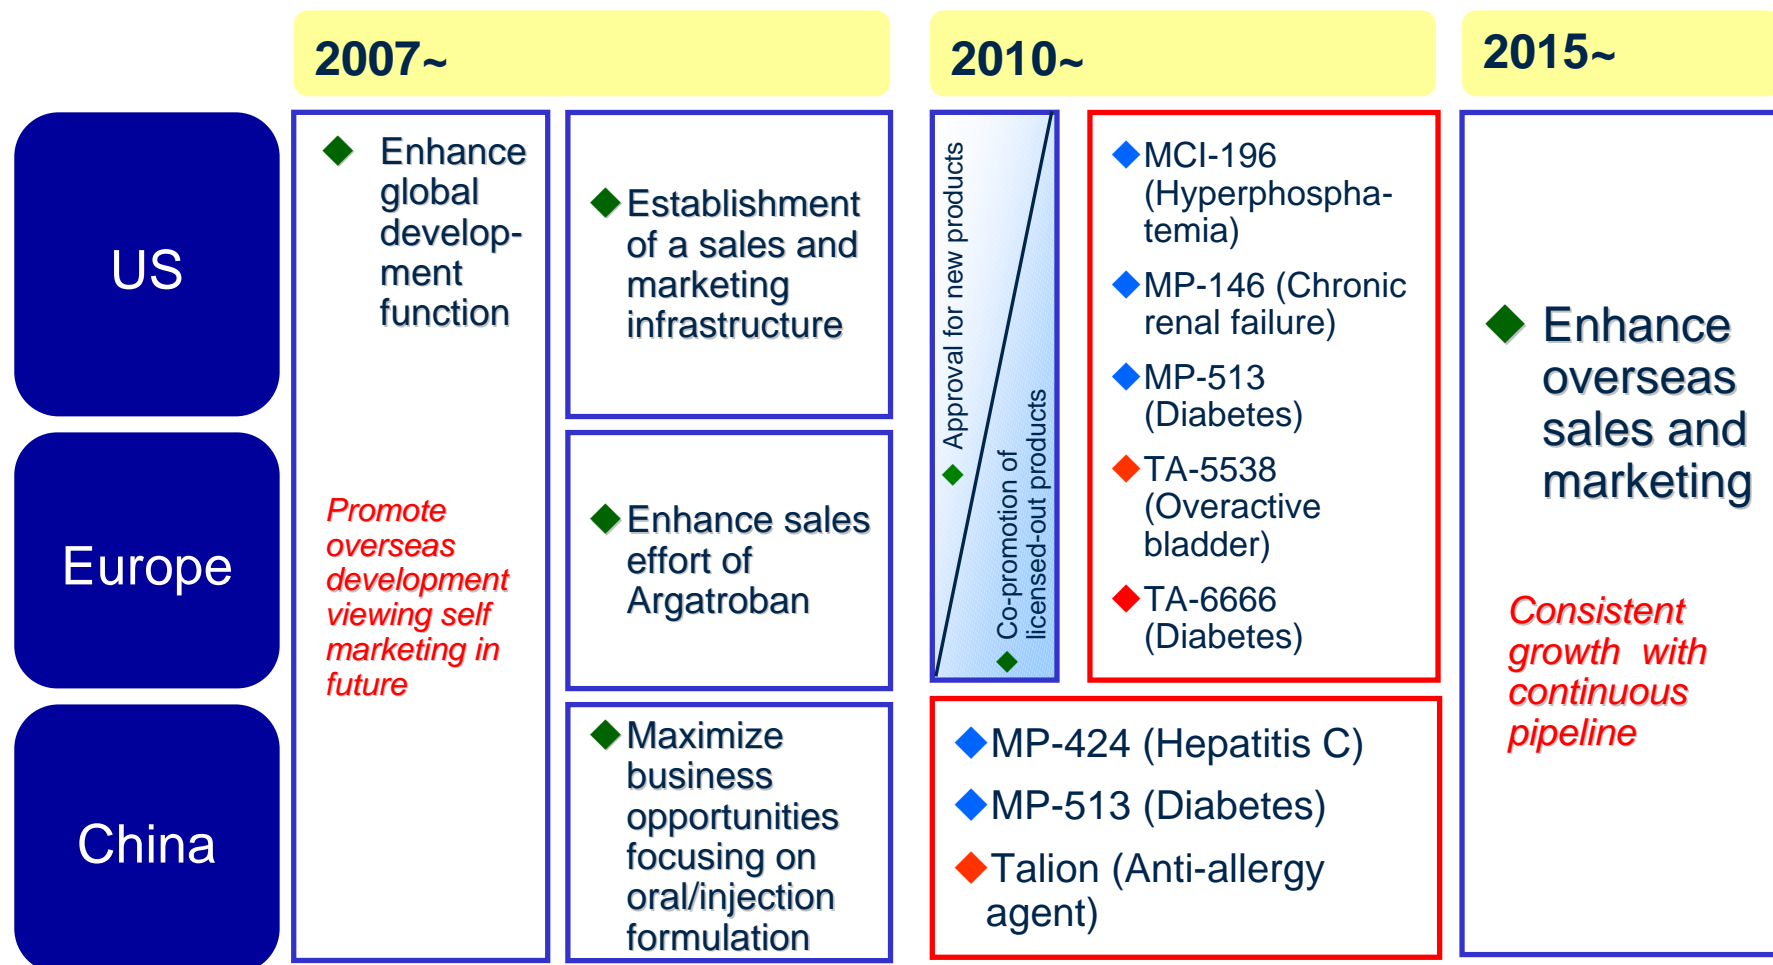 2007~
2010~
2015~
US
Europe
China
Enhance
global
develop-
ment
function
Promote
overseas
development
viewing self
marketing in
future
Establishment
of a sales and
marketing
infrastructure
Enhance sales
effort of
Argatroban
Maximize
business
opportunities
focusing on
oral/injection
formulation
Approval for new products
Co-promotion of
licensed-out products
MCI-196
(Hyperphospha-
temia)
MP-146 (Chronic
renal failure)
MP-513
(Diabetes)
TA-5538
(Overactive
bladder)
TA-6666
(Diabetes)
MP-424 (Hepatitis C)
MP-513 (Diabetes)
Talion (Anti-allergy
agent)
Enhance
overseas
sales and
marketing
Consistent
growth with
continuous
pipeline